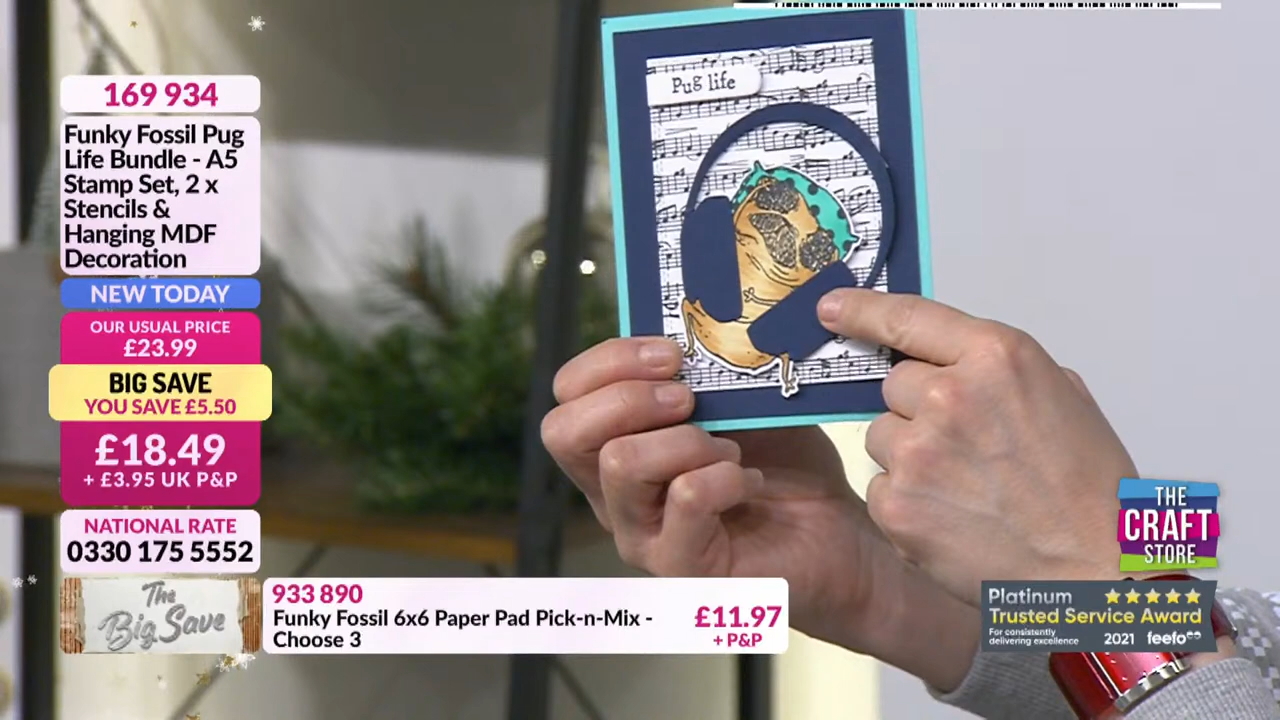 169 934
Funky Fossil Pug
Life Bundle - A5
Stamp Set, 2 x
Stencils &
Hanging MDF
Decoration
NEW TODAY
OUR USUAL PRICE
£23.99
BIG SAVE
YOU SAVE £5.50
£18.49
+ £3.95 UK P&P
NATIONAL RATE
0330 175 5552
The
Big Save
933 890
Funky Fossil 6x6 Paper Pad Pick-n-Mix -
Choose 3
£11.97
+ P&P
Pug life
THE
CRAFT
STORE
Platinum
Trusted Service Award
For consistently
delivering excellence
2021 feefo